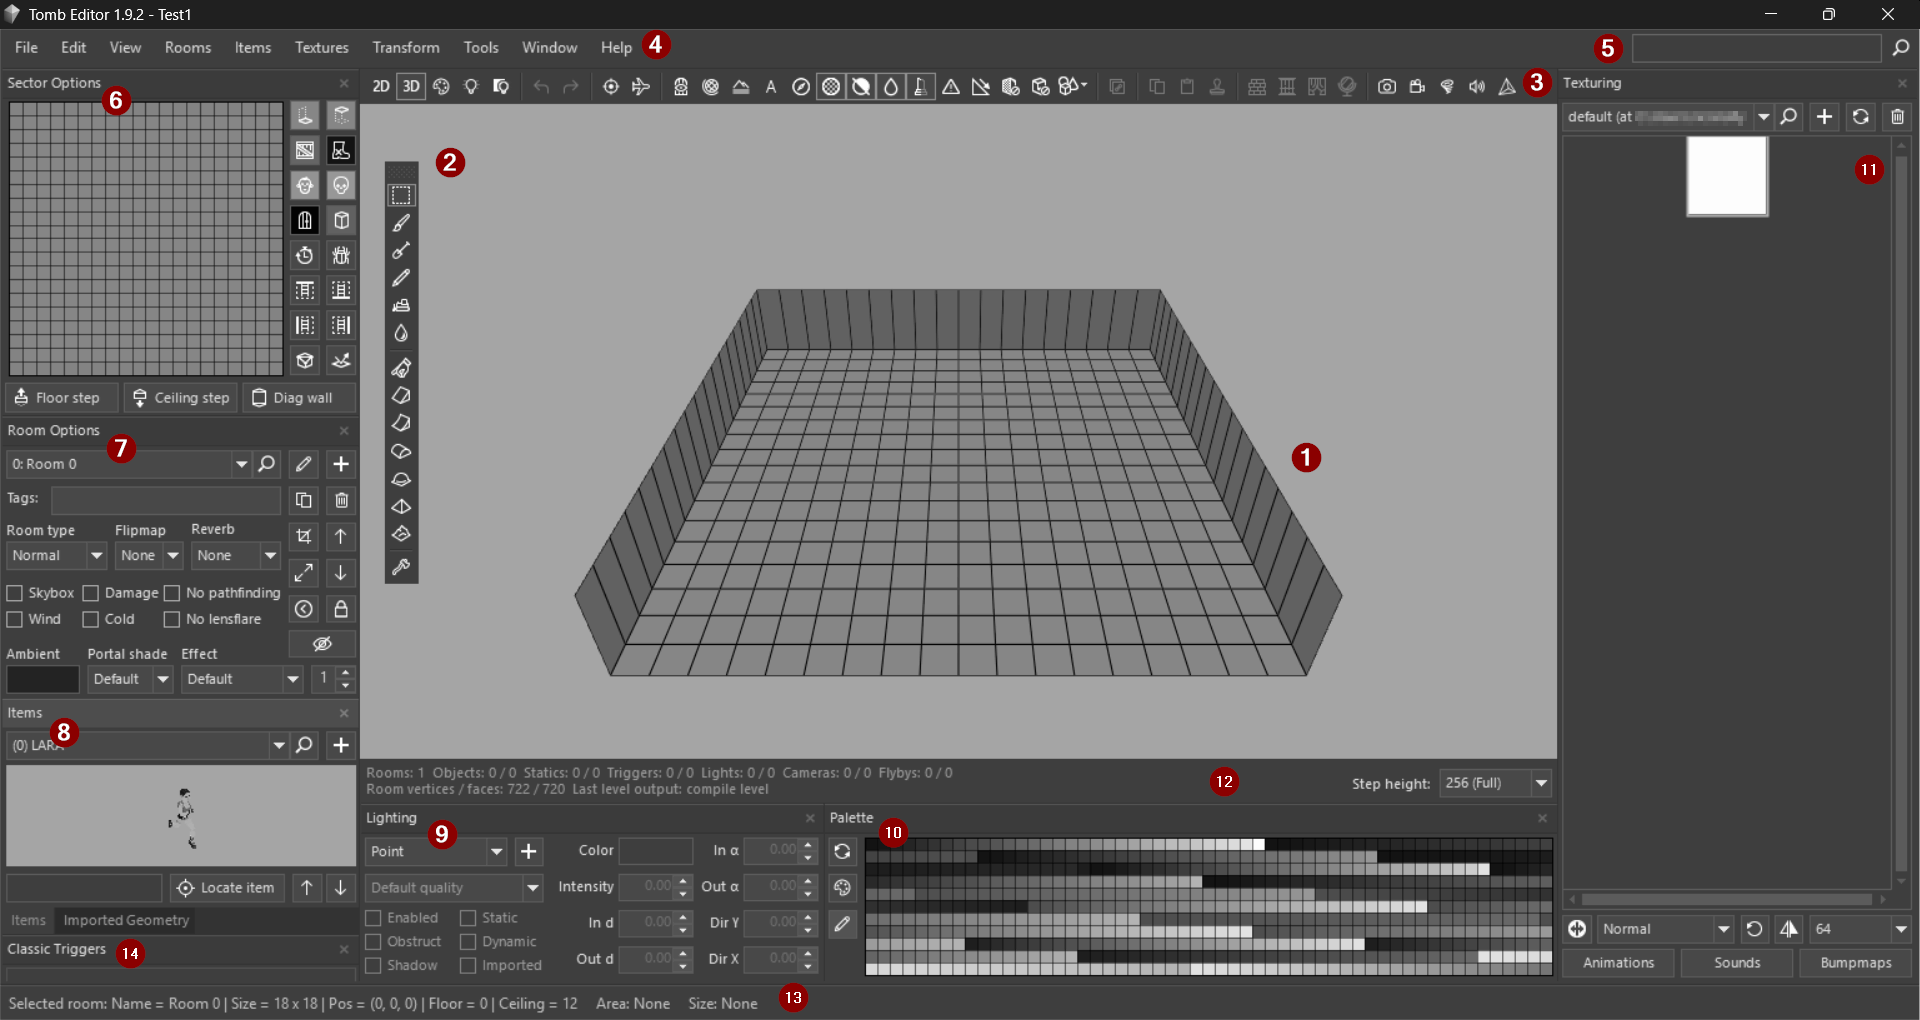 Tomb Editor 1.9.2 - Test1
File Edit View Rooms Items Textures Transform Tools Window Help 4
5
Sector Options
6
2D 3D A 3
Texturing
default (at
11
2
1
Floor step Ceiling step Diag wall
Room Options
7
0: Room 0
Tags:
Room type Flipmap Reverb
Normal None None
Skybox Damage No pathfinding
Wind Cold No lensflare
Ambient Portal shade Effect
Default Default 1
Items
8
(0) LARA
Locate item
Items Imported Geometry
Classic Triggers 14
Rooms: 1 Objects: 0 / 0 Statics: 0 / 0 Triggers: 0 / 0 Lights: 0 / 0 Cameras: 0 / 0 Flybys: 0 / 0
Room vertices / faces: 722 / 720 Last level output: compile level
12
Step height: 256 (Full)
Lighting
9
Point Color In α 0.00
Default quality Intensity 0.00 Out α 0.00
Enabled Static In d 0.00 Dir Y 0.00
Obstruct Dynamic
Shadow Imported Out d 0.00 Dir X 0.00
Palette
10
Normal 64
Animations Sounds Bumpmaps
Selected room: Name = Room 0 | Size = 18 x 18 | Pos = (0, 0, 0) | Floor = 0 | Ceiling = 12 Area: None Size: None 13